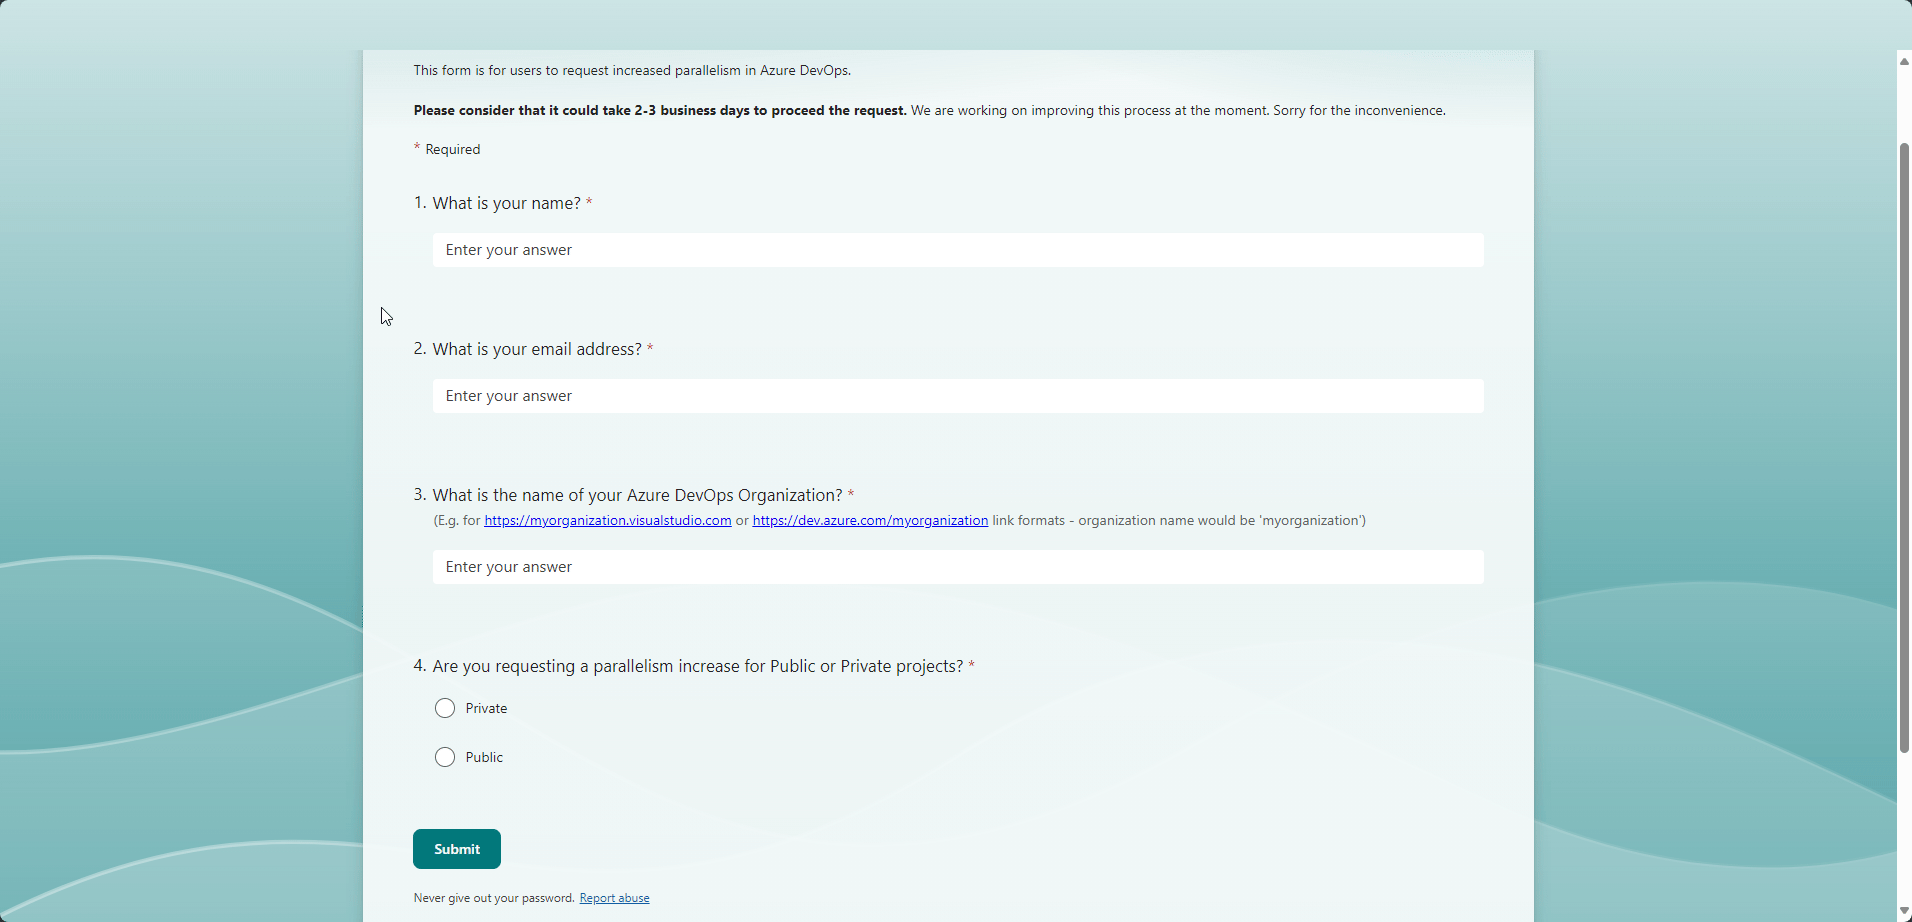 This form is for users to request increased parallelism in Azure DevOps.
Please consider that it could take 2-3 business days to proceed the request. We are working on improving this process at the moment. Sorry for the inconvenience.
* Required
1. What is your name? *
Enter your answer
2. What is your email address? *
Enter your answer
3. What is the name of your Azure DevOps Organization? *
(E.g. for https://myorganization.visualstudio.com or https://dev.azure.com/myorganization link formats - organization name would be 'myorganization')
Enter your answer
4. Are you requesting a parallelism increase for Public or Private projects? *
Private
Public
Submit
Never give out your password. Report abuse